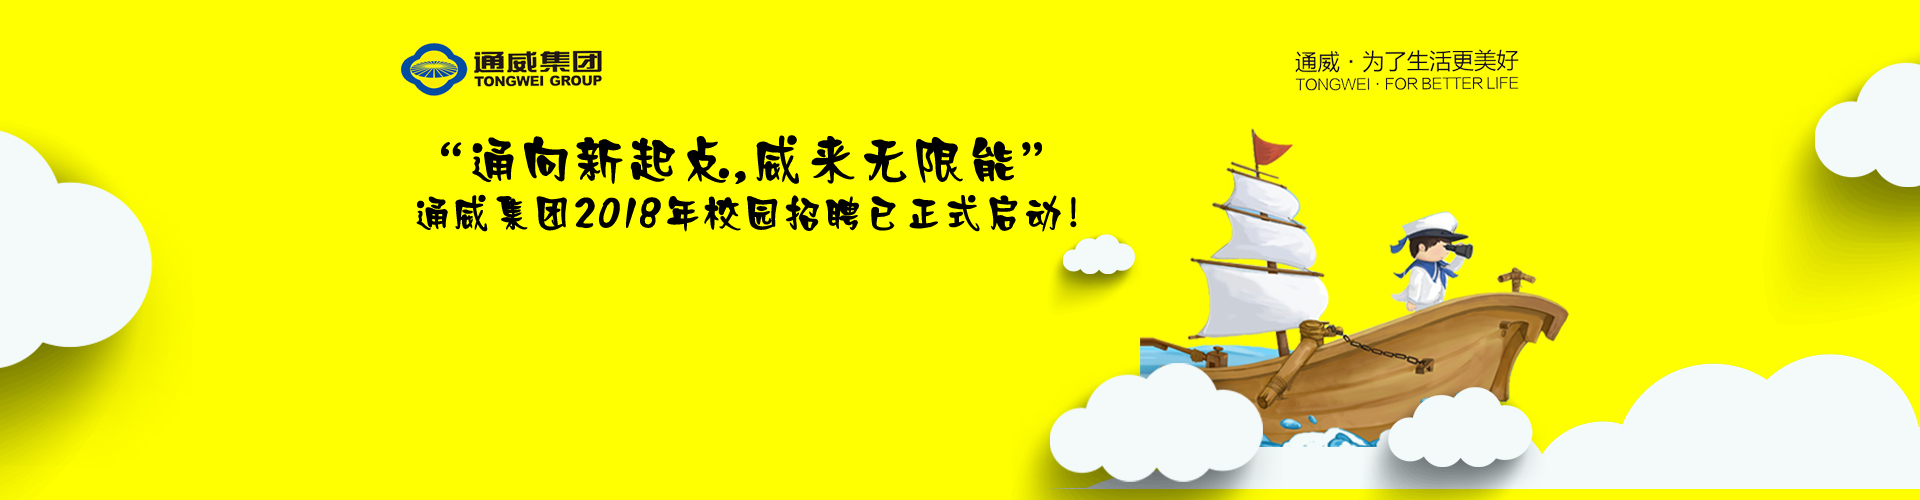 通威集团
TONGWEI GROUP
通威·为了生活更美好
TONGWEI·FOR BETTER LIFE
“通向新起点,威来无限能”
通威集团2018年校园招聘已正式启动!